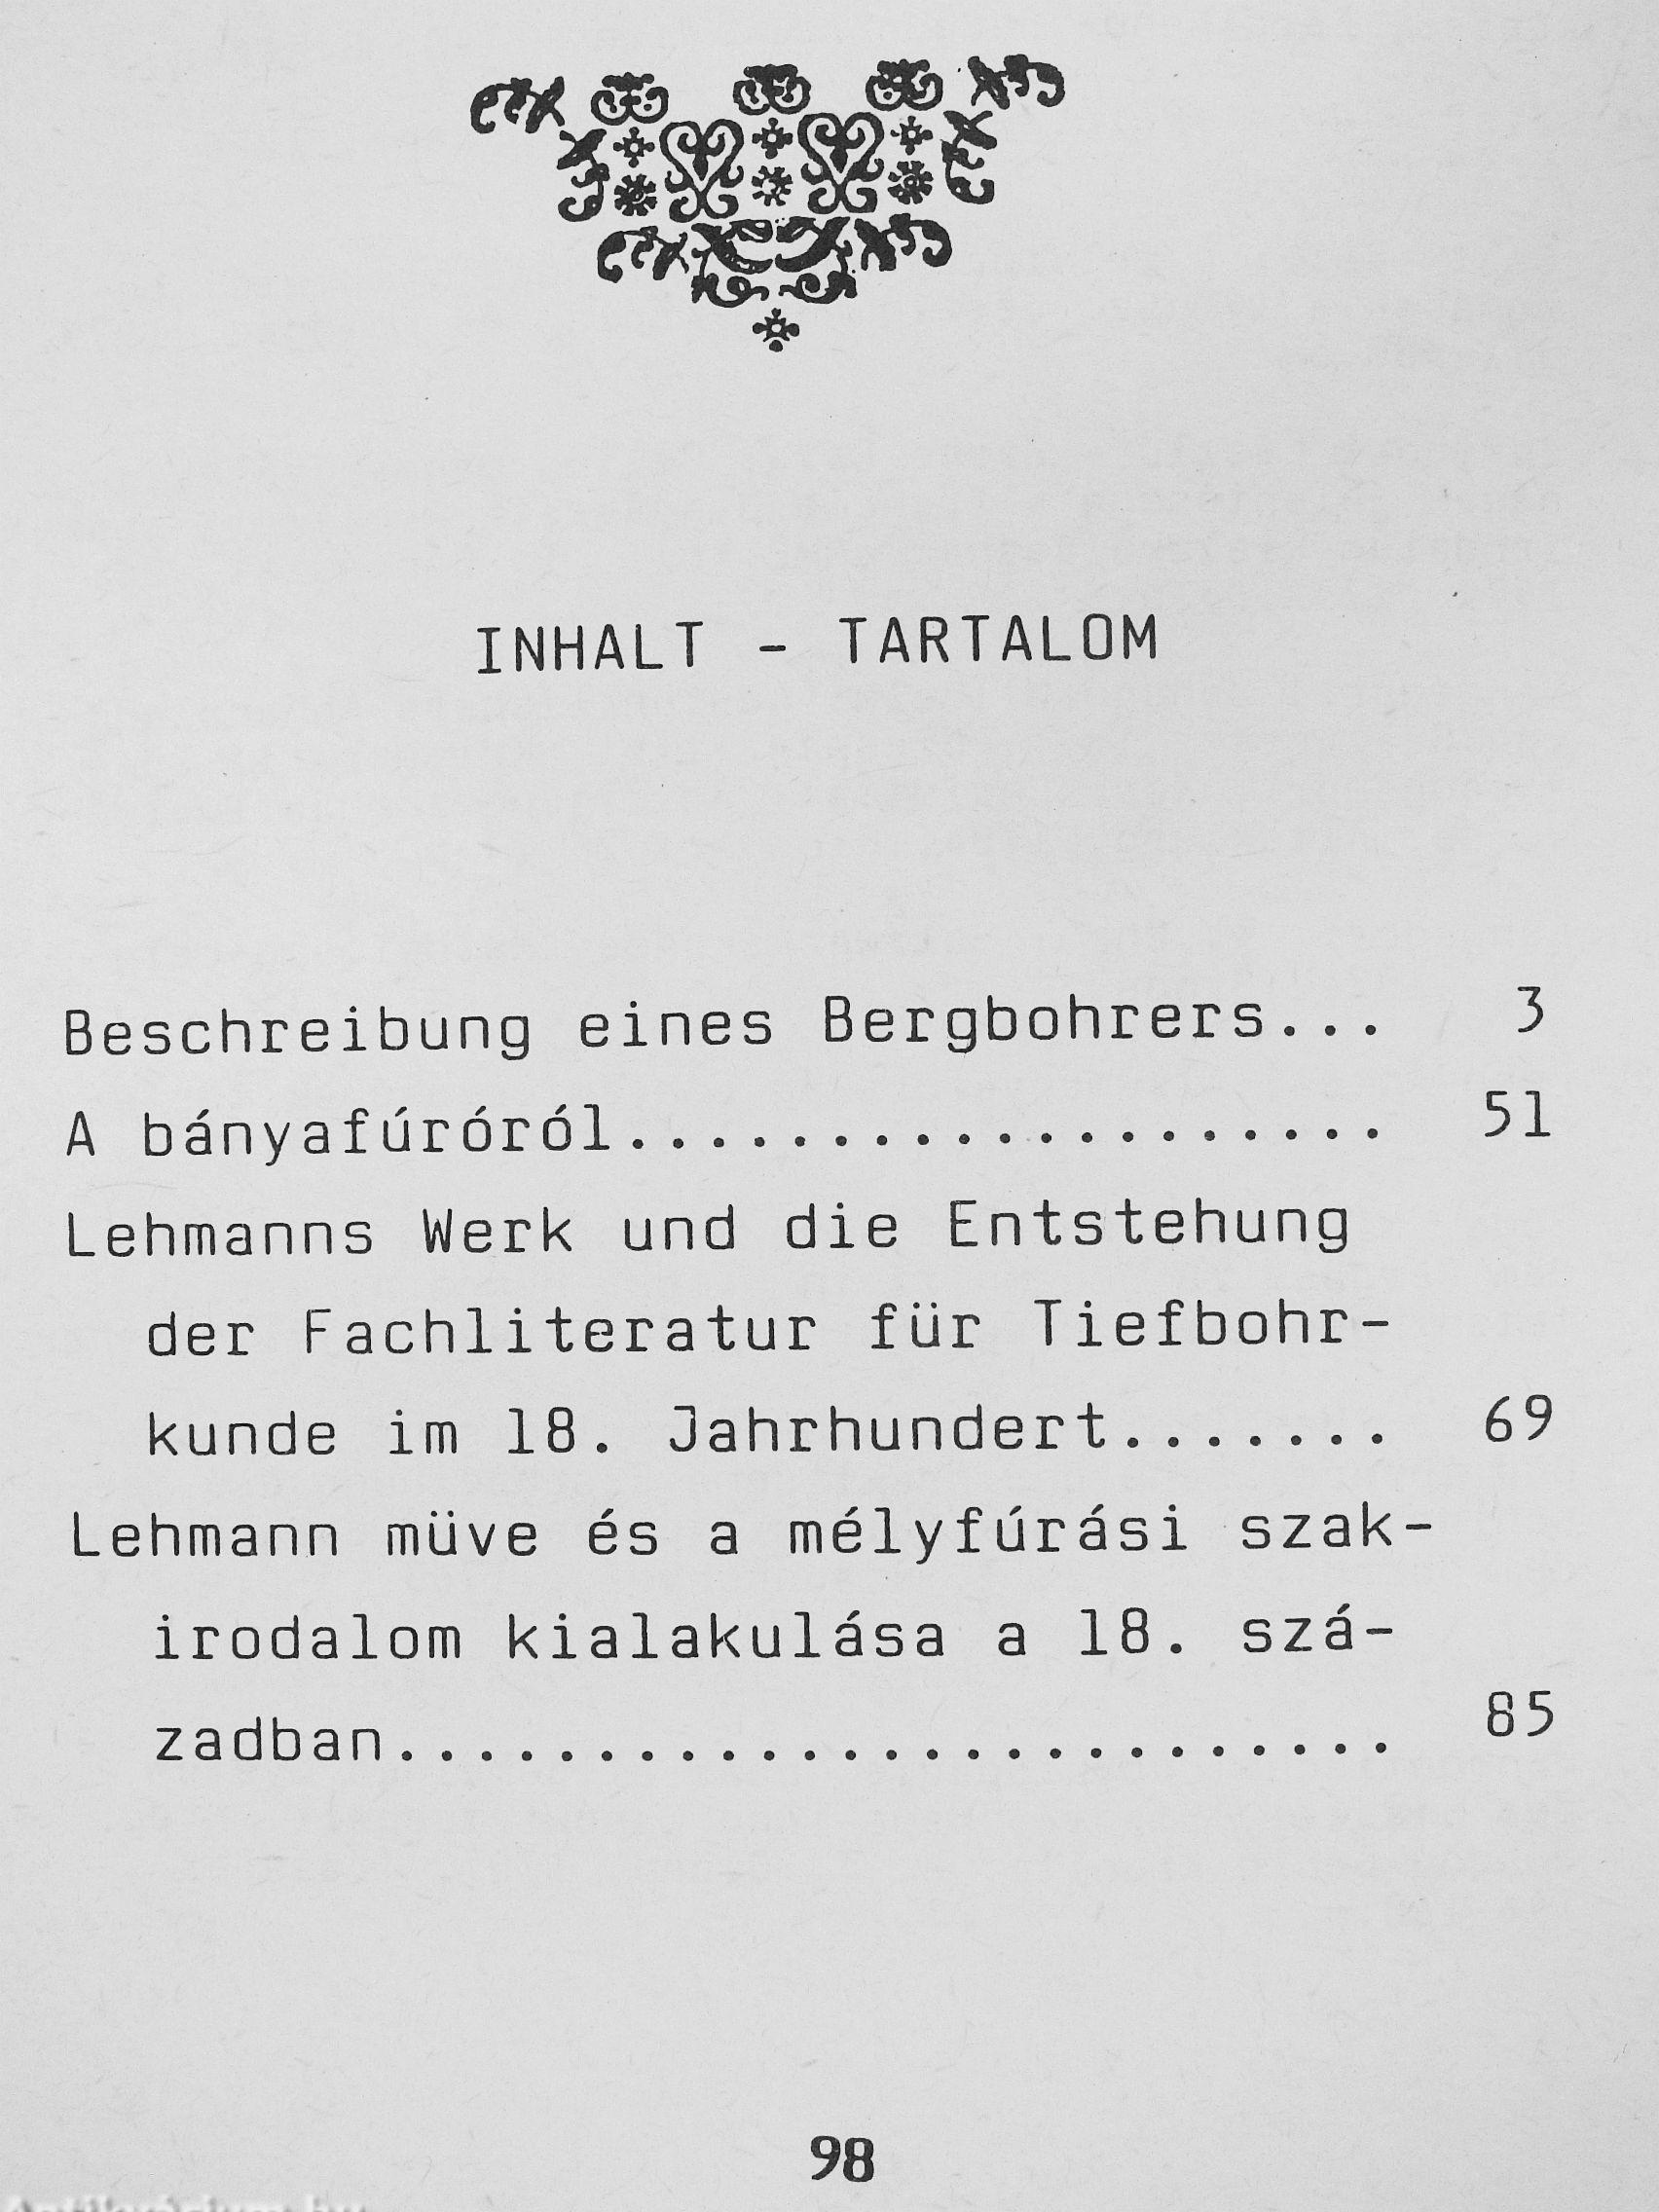 INHALT - TARTALOM
Beschreibung eines Bergbohrers... 3
A bányafúróról................... 51
Lehmanns Werk und die Entstehung
der Fachliteratur für Tiefbohr-
kunde im 18. Jahrhundert....... 69
Lehmann müve és a mélyfúrási szak-
irodalom kialakulása a 18. szá-
zadban......................... 85
98